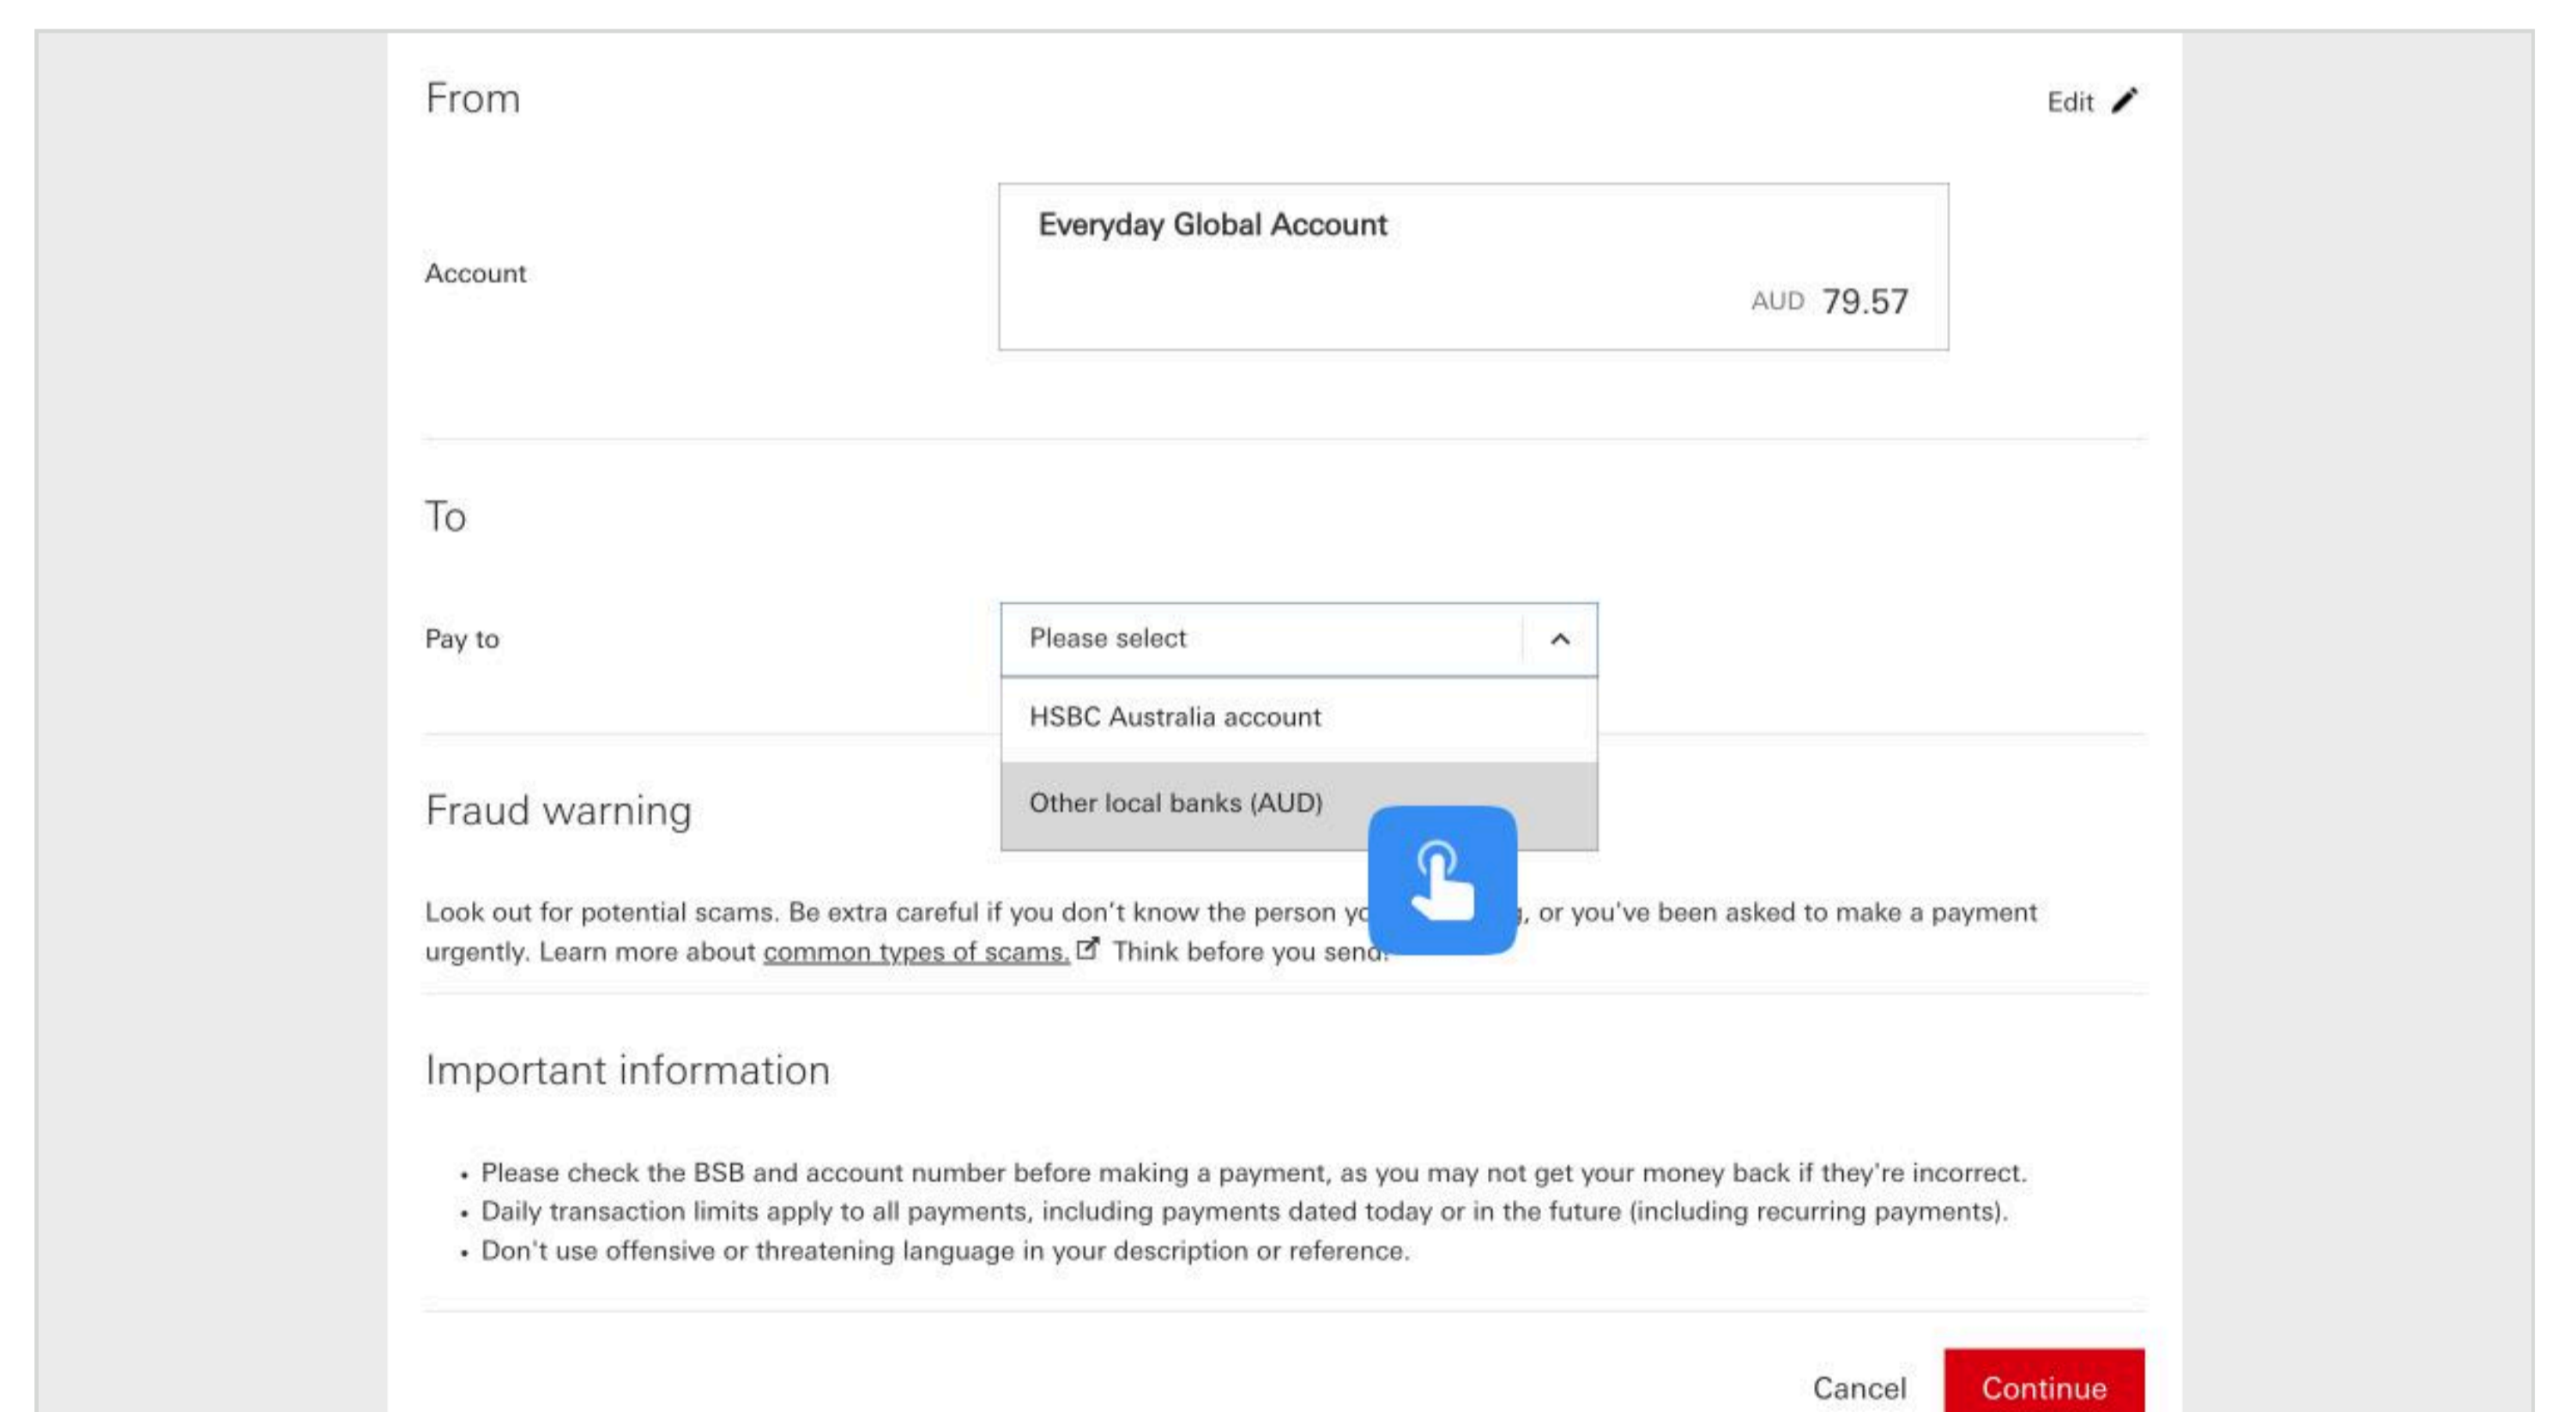 From
Edit
Everyday Global Account
Account
AUD 79.57
To
Pay to
Please select
HSBC Australia account
Other local banks (AUD)
Fraud warning
Look out for potential scams. Be extra careful if you don't know the person , or you've been asked to make a payment
urgently. Learn more about common types of scams. Think before you send.
Important information
• Please check the BSB and account number before making a payment, as you may not get your money back if they're incorrect.
• Daily transaction limits apply to all payments, including payments dated today or in the future (including recurring payments).
• Don't use offensive or threatening language in your description or reference.
Cancel
Continue